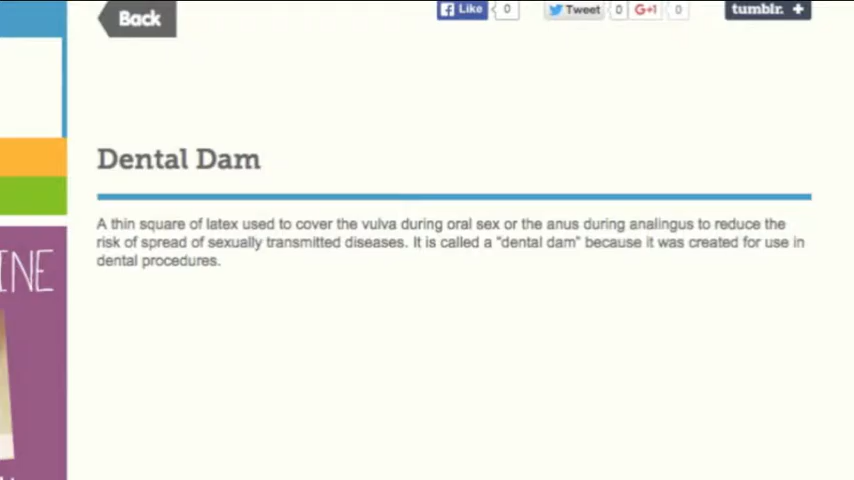 Back
Like 0 Tweet 0 G+1 0 tumblr. +
Dental Dam
A thin square of latex used to cover the vulva during oral sex or the anus during analingus to reduce the
risk of spread of sexually transmitted diseases. It is called a "dental dam" because it was created for use in
dental procedures.
INE